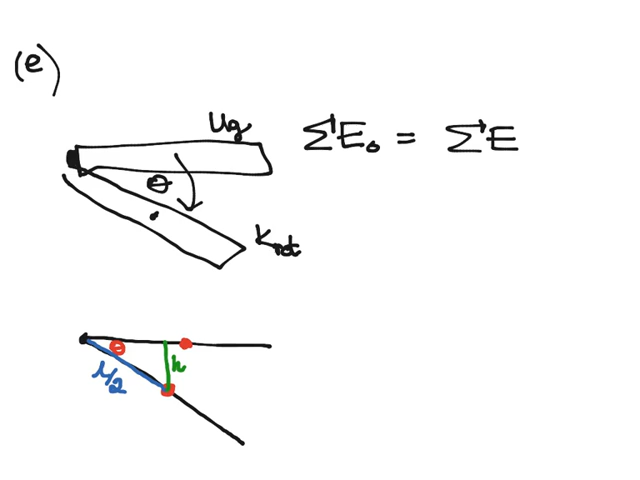 (e)
Ug
ΣE₀ = ΣE
θ
Krot
θ
h
L/2